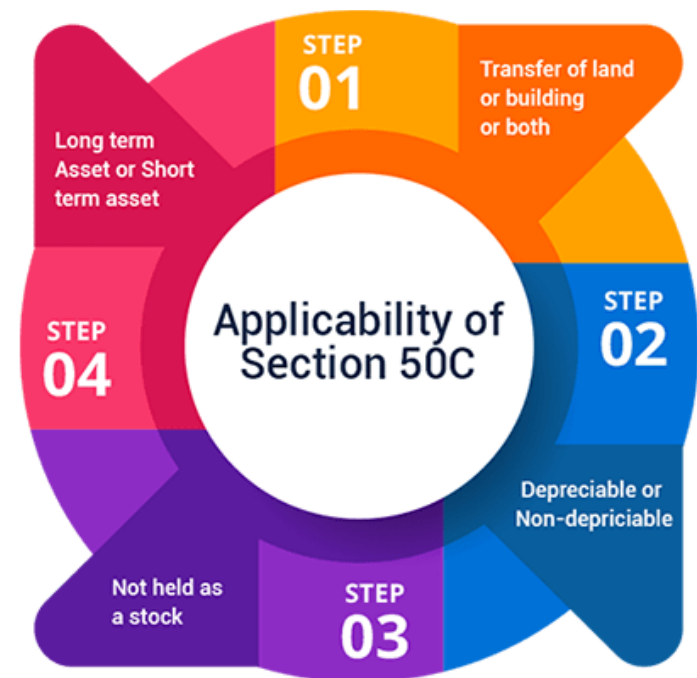 Applicability of
Section 50C
STEP
01
Transfer of land
or building
or both
STEP
02
Depreciable or
Non-depriciable
STEP
03
Not held as
a stock
STEP
04
Long term
Asset or Short
term asset